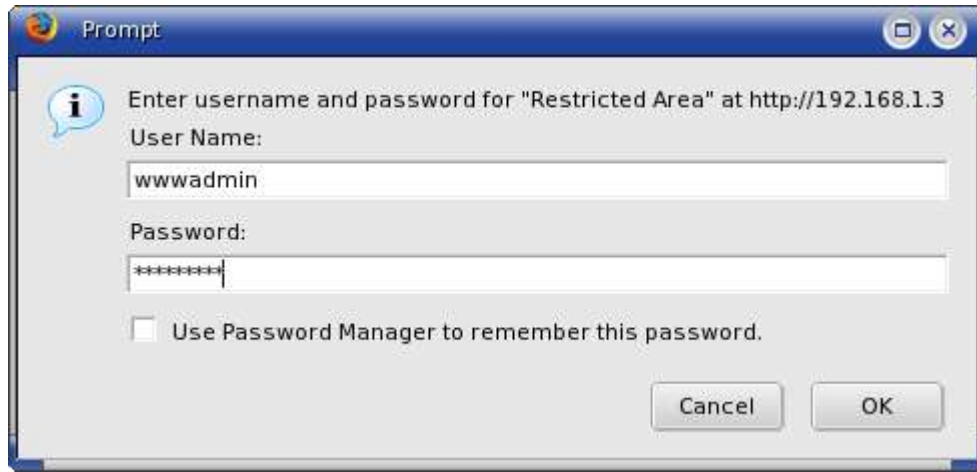 Prompt
Enter username and password for "Restricted Area" at http://192.168.1.3
User Name:
wwwadmin
Password:
*********
Use Password Manager to remember this password.
Cancel
OK